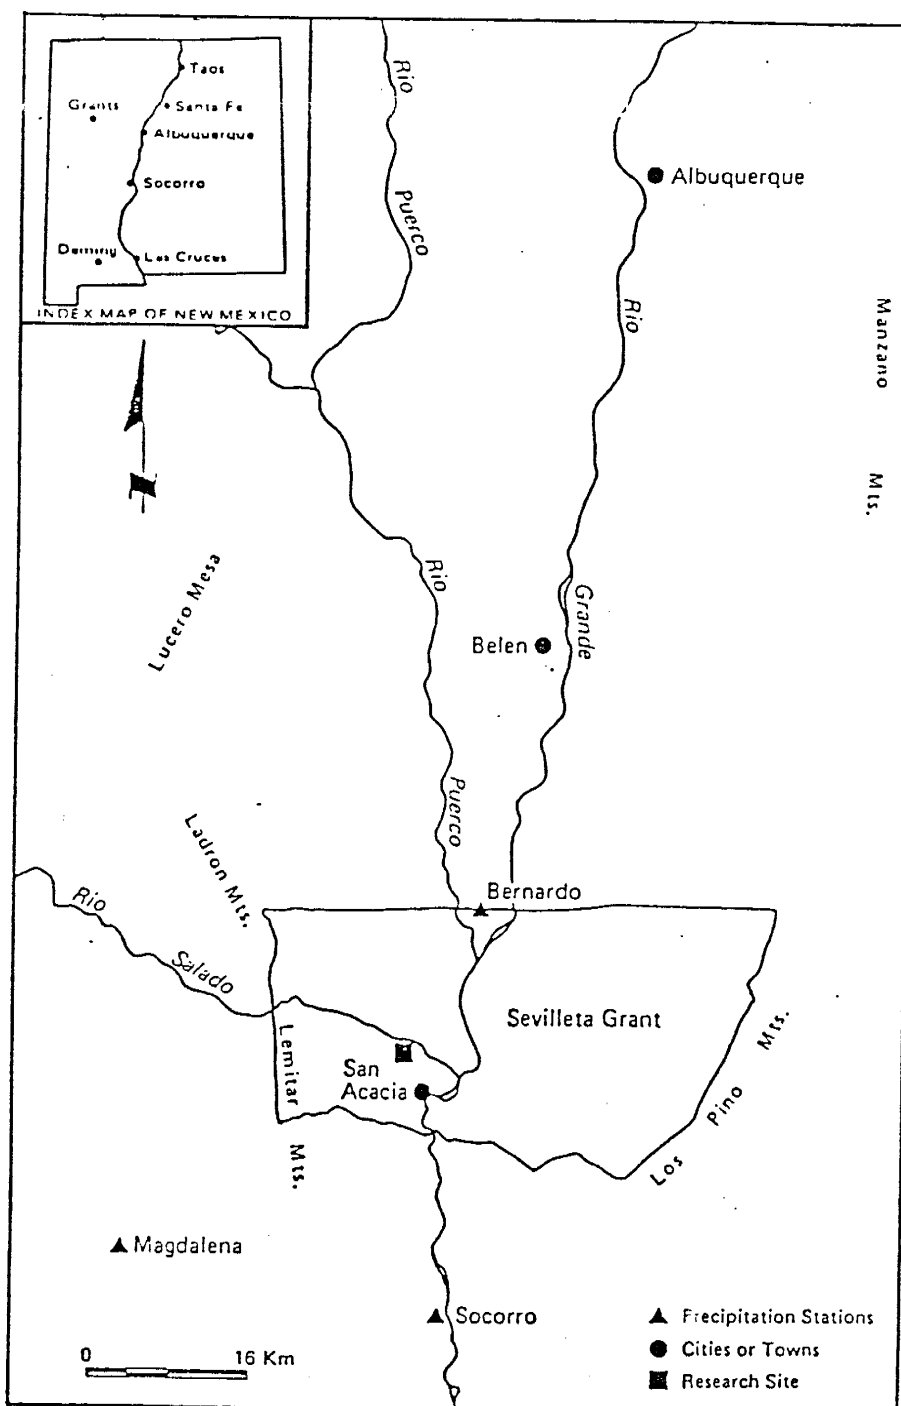 Taos
Grants
Santa Fe
Albuquerque
Socorro
Deming
Las Cruces
INDEX MAP OF NEW MEXICO
Rio
Puerco
Albuquerque
Rio
Manzano
Mts.
Lucero Mesa
Rio
Grande
Belen
Puerco
Ladron Mts.
Bernardo
Rio
Salado
Sevilleta Grant
Lemitar
Mts.
San
Acacia
Los Pino Mts.
Magdalena
Socorro
0 16 Km
Precipitation Stations
Cities or Towns
Research Site